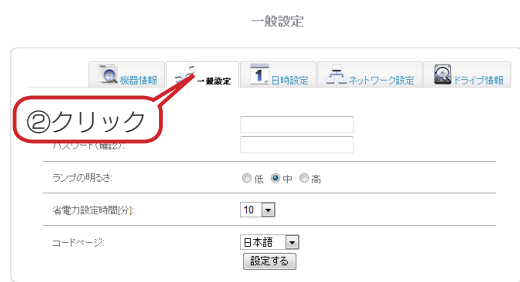 一般設定
機器情報 一般設定 1 日時設定 ネットワーク設定 ドライブ情報
②クリック
パスワード(確認):
ランプの明るさ: 低 中 高
省電力設定時間[分]: 10
コードページ: 日本語
設定する